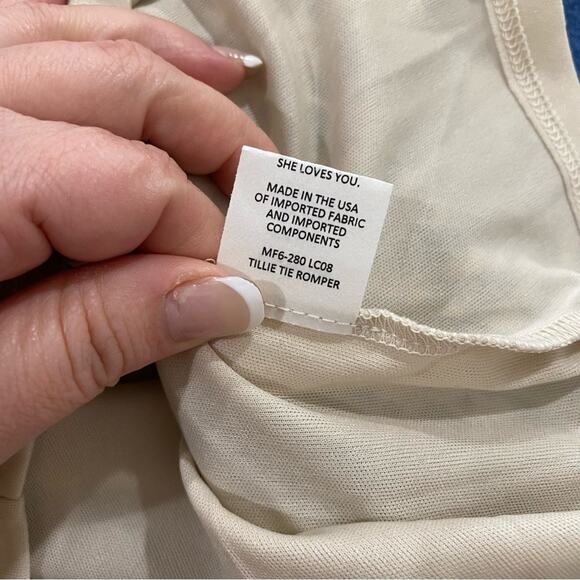 SHE LOVES YOU.
MADE IN THE USA
OF IMPORTED FABRIC
AND IMPORTED
COMPONENTS
MF6-280 LC08
TILLIE TIE ROMPER